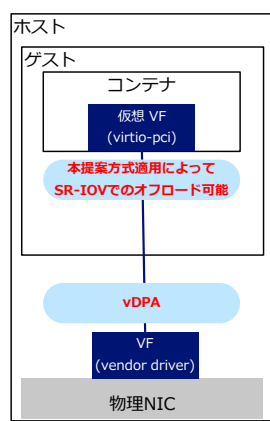 ホスト
ゲスト
コンテナ
仮想 VF
(virtio-pci)
本提案方式適用によって
SR-IOVでのオフロード可能
vDPA
VF
(vendor driver)
物理NIC